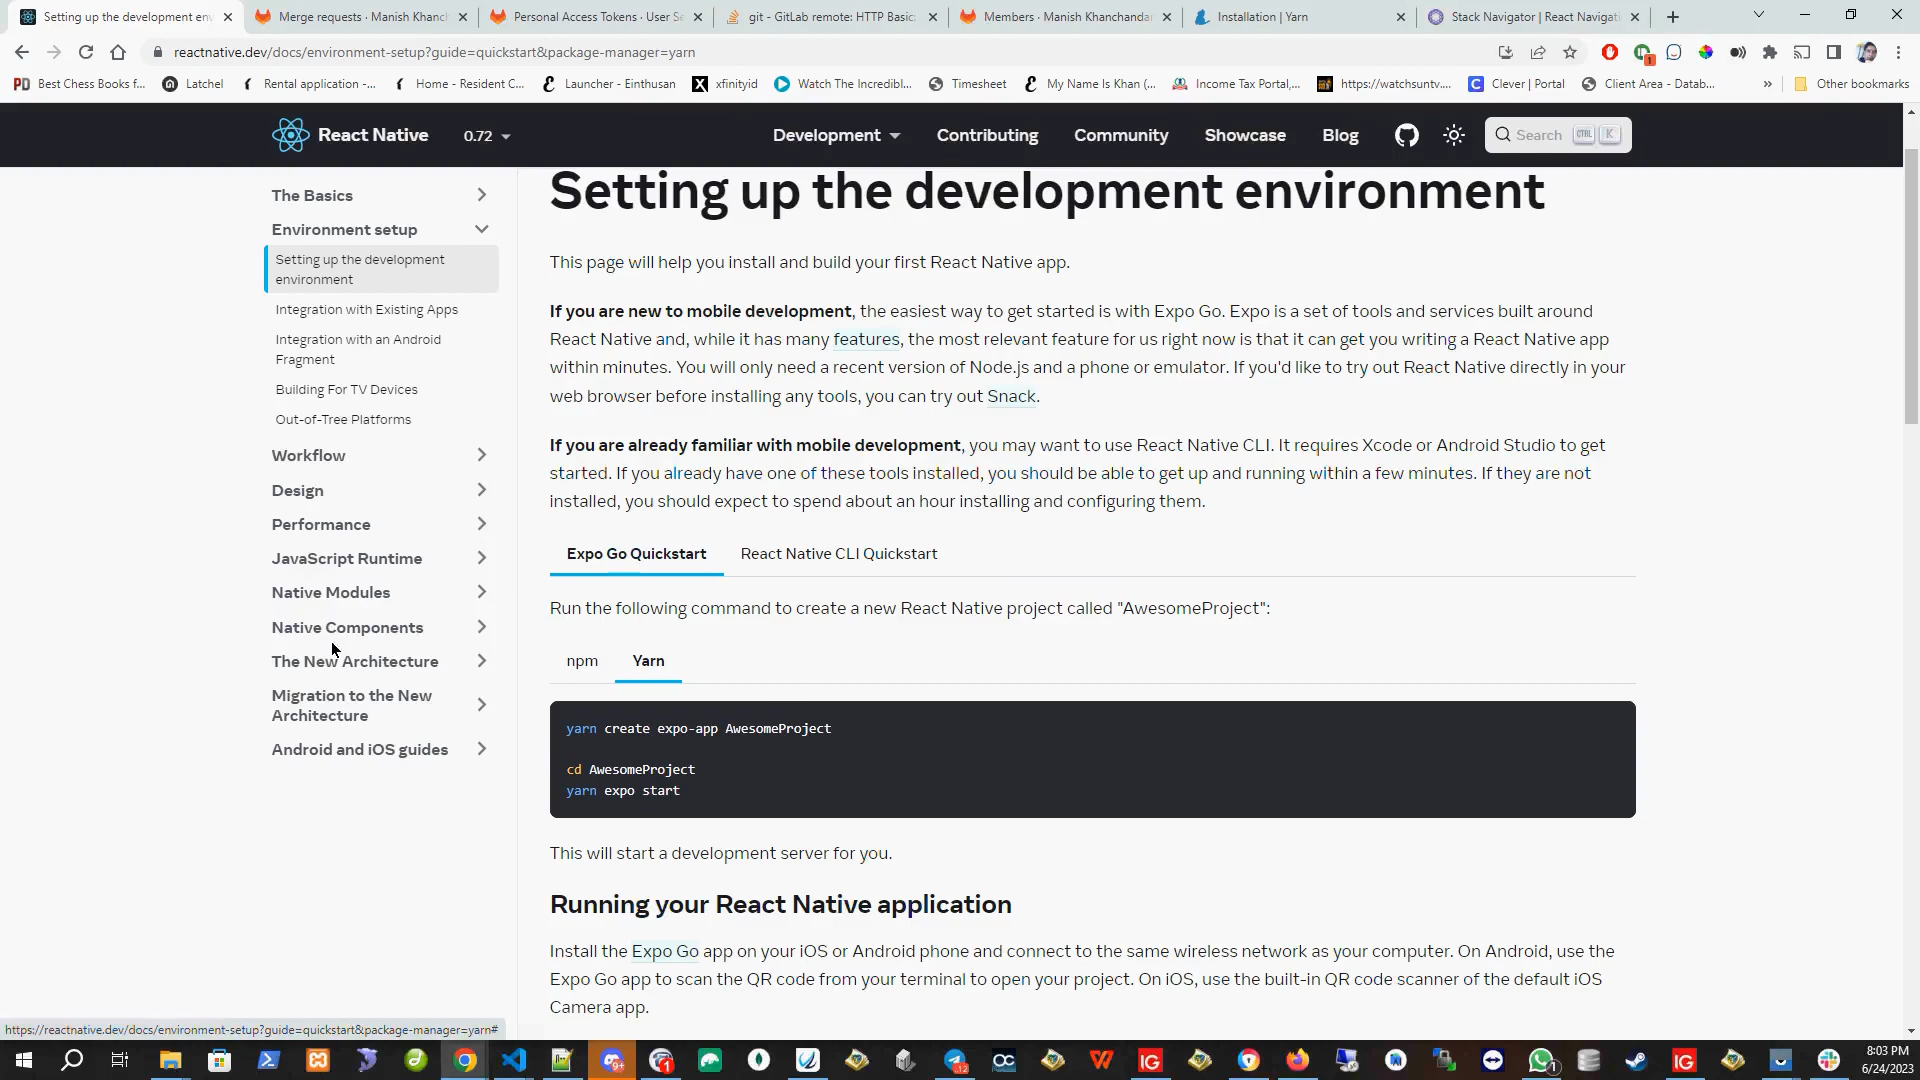 Setting up the development env
Merge requests · Manish Khanch
Personal Access Tokens · User Se
git - GitLab remote: HTTP Basic:
Members · Manish Khanchandan
Installation | Yarn
Stack Navigator | React Navigati
reactnative.dev/docs/environment-setup?guide=quickstart&package-manager=yarn
Best Chess Books f...
Latchel
Rental application -...
Home - Resident C...
Launcher - Einthusan
xfinityid
Watch The Incredibl...
Timesheet
My Name Is Khan (...
Income Tax Portal,...
https://watchsuntv....
Clever | Portal
Client Area - Datab...
»
Other bookmarks
React Native
0.72
Development
Contributing
Community
Showcase
Blog
Search CTRL K
The Basics
Environment setup
Setting up the development
environment
Integration with Existing Apps
Integration with an Android
Fragment
Building For TV Devices
Out-of-Tree Platforms
Workflow
Design
Performance
JavaScript Runtime
Native Modules
Native Components
The New Architecture
Migration to the New
Architecture
Android and iOS guides
Setting up the development environment
This page will help you install and build your first React Native app.
If you are new to mobile development, the easiest way to get started is with Expo Go. Expo is a set of tools and services built around
React Native and, while it has many features, the most relevant feature for us right now is that it can get you writing a React Native app
within minutes. You will only need a recent version of Node.js and a phone or emulator. If you'd like to try out React Native directly in your
web browser before installing any tools, you can try out Snack.
If you are already familiar with mobile development, you may want to use React Native CLI. It requires Xcode or Android Studio to get
started. If you already have one of these tools installed, you should be able to get up and running within a few minutes. If they are not
installed, you should expect to spend about an hour installing and configuring them.
Expo Go Quickstart
React Native CLI Quickstart
Run the following command to create a new React Native project called "AwesomeProject":
npm
Yarn
yarn create expo-app AwesomeProject
cd AwesomeProject
yarn expo start
This will start a development server for you.
Running your React Native application
Install the Expo Go app on your iOS or Android phone and connect to the same wireless network as your computer. On Android, use the
Expo Go app to scan the QR code from your terminal to open your project. On iOS, use the built-in QR code scanner of the default iOS
Camera app.
https://reactnative.dev/docs/environment-setup?guide=quickstart&package-manager=yarn#
8:03 PM
6/24/2023